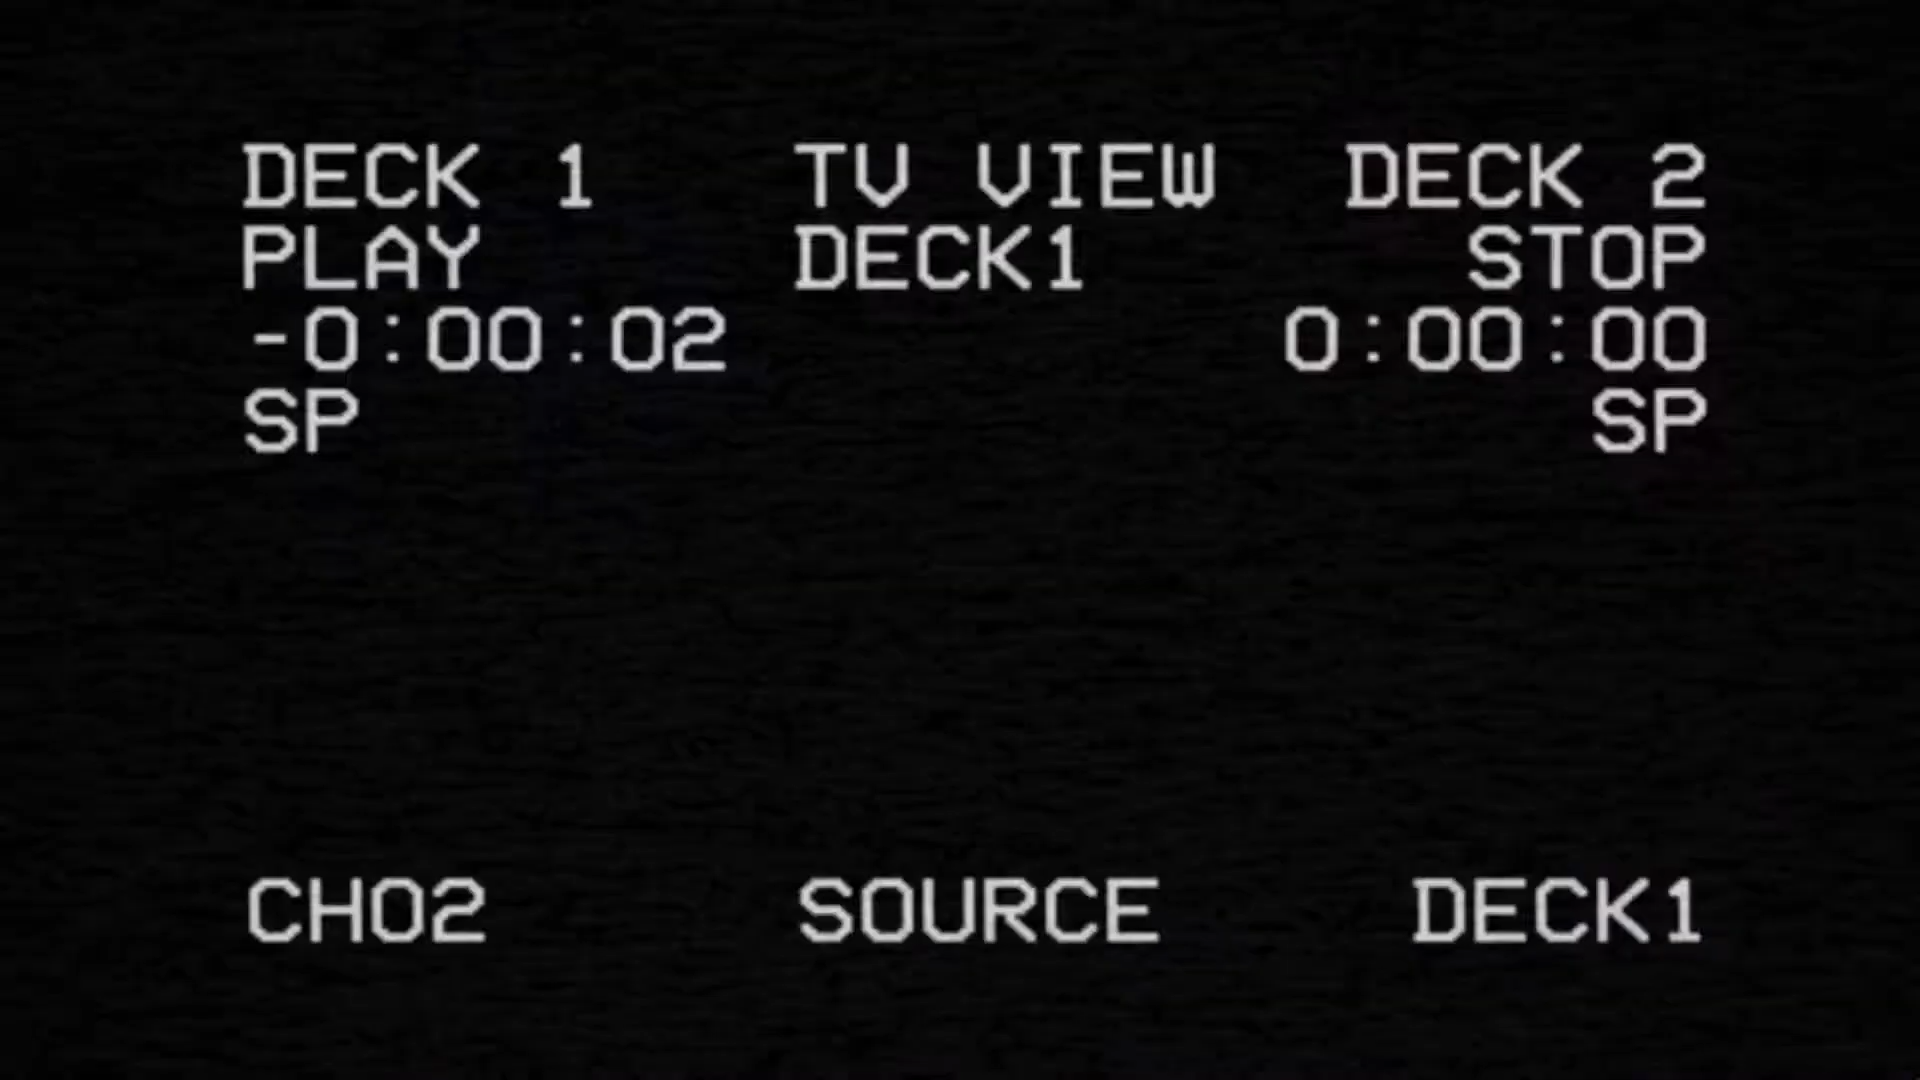 DECK 1 TV VIEW DECK 2
PLAY DECK1 STOP
-0:00:02 0:00:00
SP SP
CH02 SOURCE DECK1